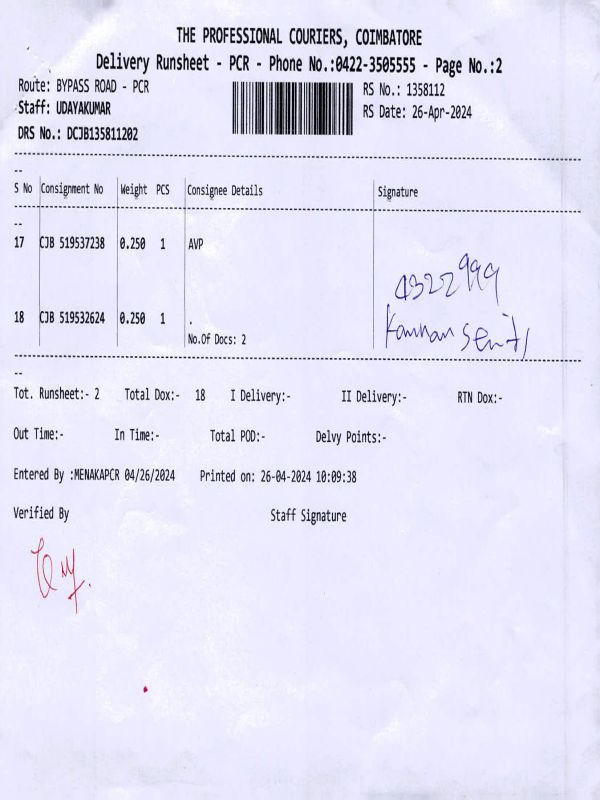 THE PROFESSIONAL COURIERS, COIMBATORE
Delivery Runsheet - PCR - Phone No.:0422-3505555 - Page No.:2
Route: BYPASS ROAD - PCR RS No.: 1358112
Staff: UDAYAKUMAR RS Date: 26-Apr-2024
DRS No.: DCJB135811202
--
S No Consignment No Weight PCS Consignee Details Signature
--
17 CJB 519537238 0.250 1 AVP
4322999
18 CJB 519532624 0.250 1 .
Kannan
No.Of Docs: 2
--
Tot. Runsheet:- 2 Total Dox:- 18 I Delivery:- II Delivery:- RTN Dox:-
Out Time:- In Time:- Total POD:- Delvy Points:-
Entered By :MENAKAPCR 04/26/2024 Printed on: 26-04-2024 10:09:38
Verified By Staff Signature